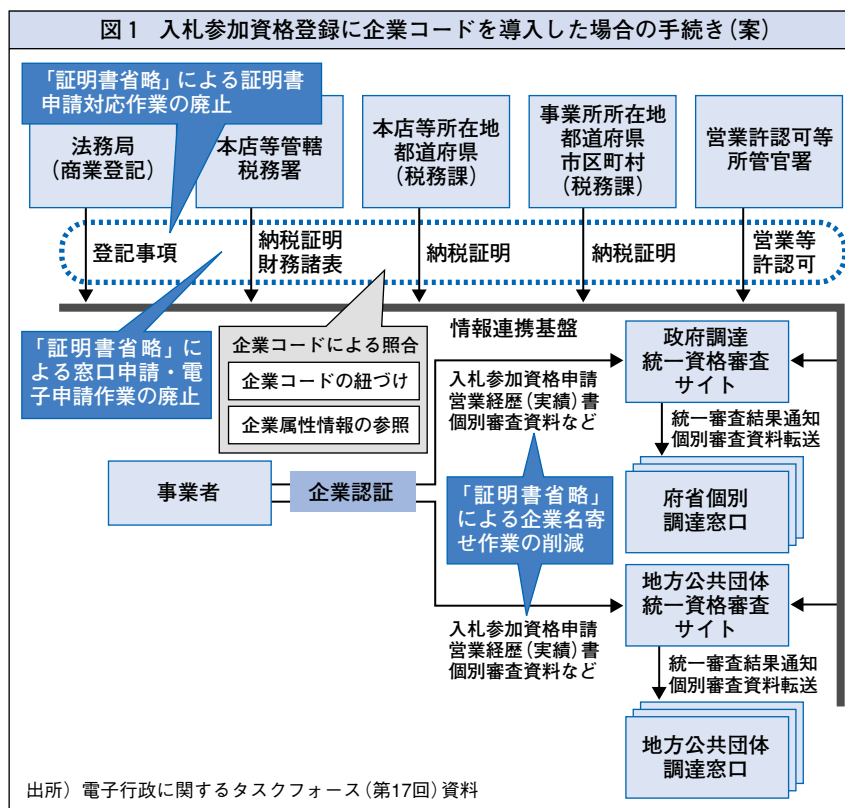 図1 入札参加資格登録に企業コードを導入した場合の手続き(案)
「証明書省略」による証明書
申請対応作業の廃止
法務局
(商業登記)
本店等管轄
税務署
本店等所在地
都道府県
(税務課)
事業所所在地
都道府県
市区町村
(税務課)
営業許認可等
所管官署
登記事項
納税証明
財務諸表
納税証明
納税証明
営業等
許認可
「証明書省略」に
よる窓口申請・電
子申請作業の廃止
企業コードによる照合
企業コードの紐づけ
企業属性情報の参照
情報連携基盤
入札参加資格申請
営業経歴(実績)書
個別審査資料など
政府調達
統一資格審査
サイト
統一審査結果通知
個別審査資料転送
事業者
企業認証
「証明書省略」
による企業名寄
せ作業の削減
府省個別
調達窓口
入札参加資格申請
営業経歴(実績)書
個別審査資料など
地方公共団体
統一資格審査
サイト
統一審査結果通知
個別審査資料転送
地方公共団体
調達窓口
出所)電子行政に関するタスクフォース(第17回)資料